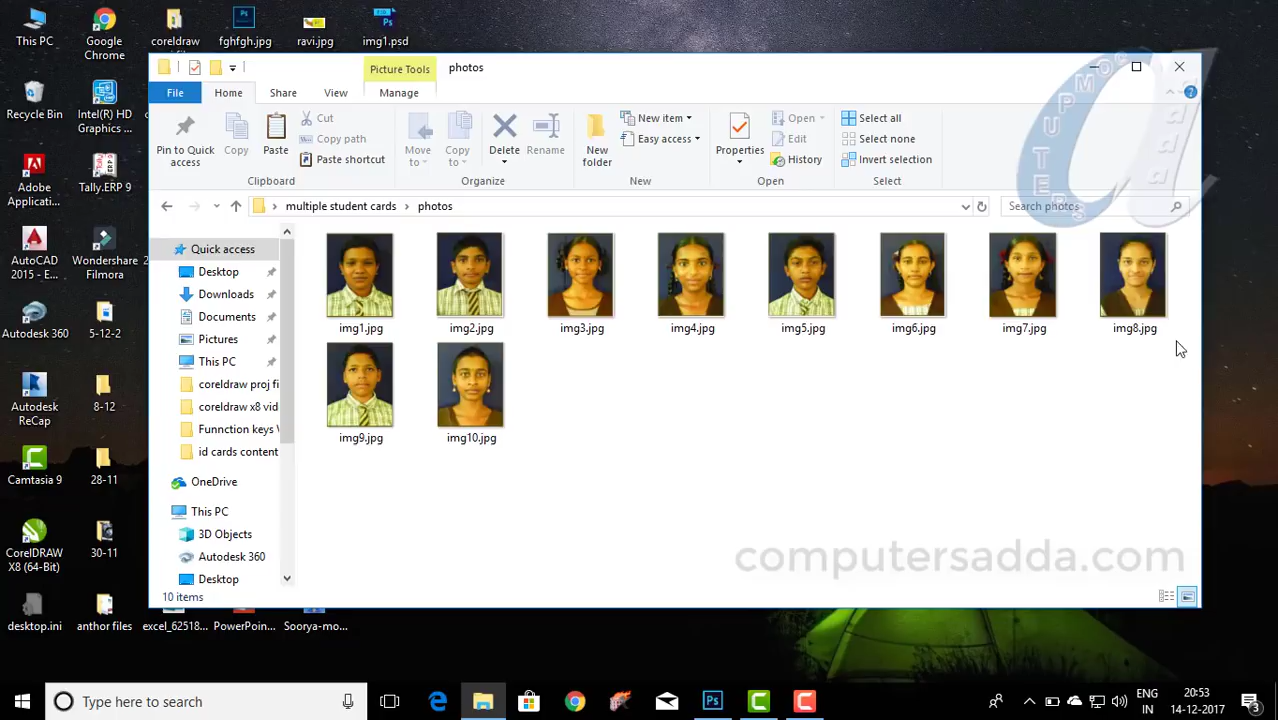 This PC
Google Chrome
coreldraw
fghfgh.jpg
ravi.jpg
img1.psd
Recycle Bin
Intel(R) HD Graphics ...
Adobe Applicati...
Tally.ERP 9
AutoCAD 2015 - E...
Wondershare Filmora
Autodesk 360
5-12-2
Autodesk ReCap
8-12
Camtasia 9
28-11
CorelDRAW X8 (64-Bit)
30-11
desktop.ini
anthor files
excel_62518...
PowerPoin...
Soorya-mo...
Picture Tools
photos
File
Home
Share
View
Manage
Pin to Quick access
Copy
Paste
Cut
Copy path
Paste shortcut
Clipboard
Move to
Copy to
Delete
Rename
Organize
New folder
New item
Easy access
New
Properties
Open
Edit
History
Open
Select all
Select none
Invert selection
Select
COMPUTERS
adda
multiple student cards
photos
Search photos
Quick access
Desktop
Downloads
Documents
Pictures
This PC
coreldraw proj fi
coreldraw x8 vid
Funnction keys
id cards content
OneDrive
This PC
3D Objects
Autodesk 360
Desktop
img1.jpg
img2.jpg
img3.jpg
img4.jpg
img5.jpg
img6.jpg
img7.jpg
img8.jpg
img9.jpg
img10.jpg
computersadda.com
10 items
Type here to search
ENG
IN
20:53
14-12-2017
3